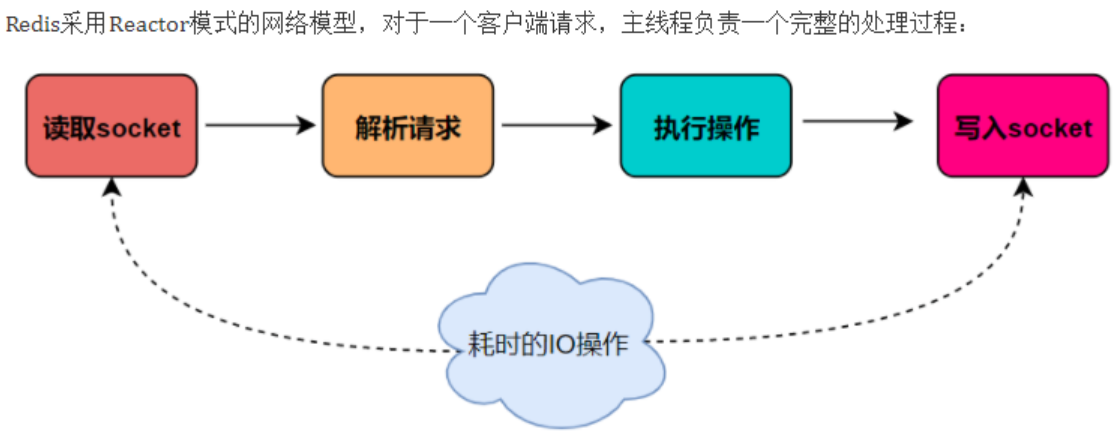 Redis采用Reactor模式的网络模型，对于一个客户端请求，主线程负责一个完整的处理过程：
读取socket
解析请求
执行操作
写入socket
耗时的IO操作